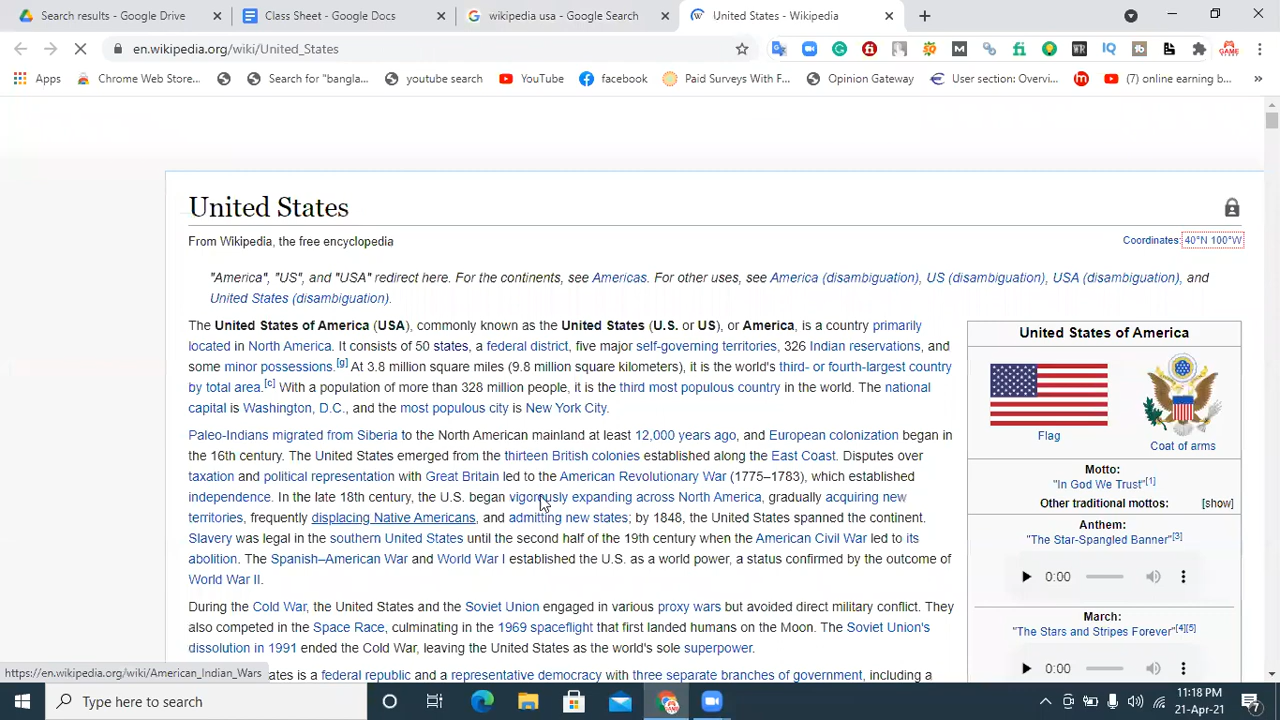 Search results - Google Drive
Class Sheet - Google Docs
wikipedia usa - Google Search
United States - Wikipedia
en.wikipedia.org/wiki/United_States
Apps
Chrome Web Store...
Search for "bangla...
youtube search
YouTube
facebook
Paid Surveys With F...
Opinion Gateway
User section: Overvi...
(7) online earning b...
United States
From Wikipedia, the free encyclopedia
Coordinates: 40°N 100°W
"America", "US", and "USA" redirect here. For the continents, see Americas. For other uses, see America (disambiguation), US (disambiguation), USA (disambiguation), and
United States (disambiguation).
The United States of America (USA), commonly known as the United States (U.S. or US), or America, is a country primarily
located in North America. It consists of 50 states, a federal district, five major self-governing territories, 326 Indian reservations, and
some minor possessions.[g] At 3.8 million square miles (9.8 million square kilometers), it is the world's third- or fourth-largest country
by total area.[c] With a population of more than 328 million people, it is the third most populous country in the world. The national
capital is Washington, D.C., and the most populous city is New York City.
Paleo-Indians migrated from Siberia to the North American mainland at least 12,000 years ago, and European colonization began in
the 16th century. The United States emerged from the thirteen British colonies established along the East Coast. Disputes over
taxation and political representation with Great Britain led to the American Revolutionary War (1775–1783), which established
independence. In the late 18th century, the U.S. began vigorously expanding across North America, gradually acquiring new
territories, frequently displacing Native Americans, and admitting new states; by 1848, the United States spanned the continent.
Slavery was legal in the southern United States until the second half of the 19th century when the American Civil War led to its
abolition. The Spanish–American War and World War I established the U.S. as a world power, a status confirmed by the outcome of
World War II.
During the Cold War, the United States and the Soviet Union engaged in various proxy wars but avoided direct military conflict. They
also competed in the Space Race, culminating in the 1969 spaceflight that first landed humans on the Moon. The Soviet Union's
dissolution in 1991 ended the Cold War, leaving the United States as the world's sole superpower.
ates is a federal republic and a representative democracy with three separate branches of government, including a
United States of America
Flag
Coat of arms
Motto:
"In God We Trust"[1]
Other traditional mottos: [show]
Anthem:
"The Star-Spangled Banner"[3]
0:00
March:
"The Stars and Stripes Forever"[4][5]
0:00
https://en.wikipedia.org/wiki/American_Indian_Wars
Type here to search
11:18 PM
21-Apr-21
7